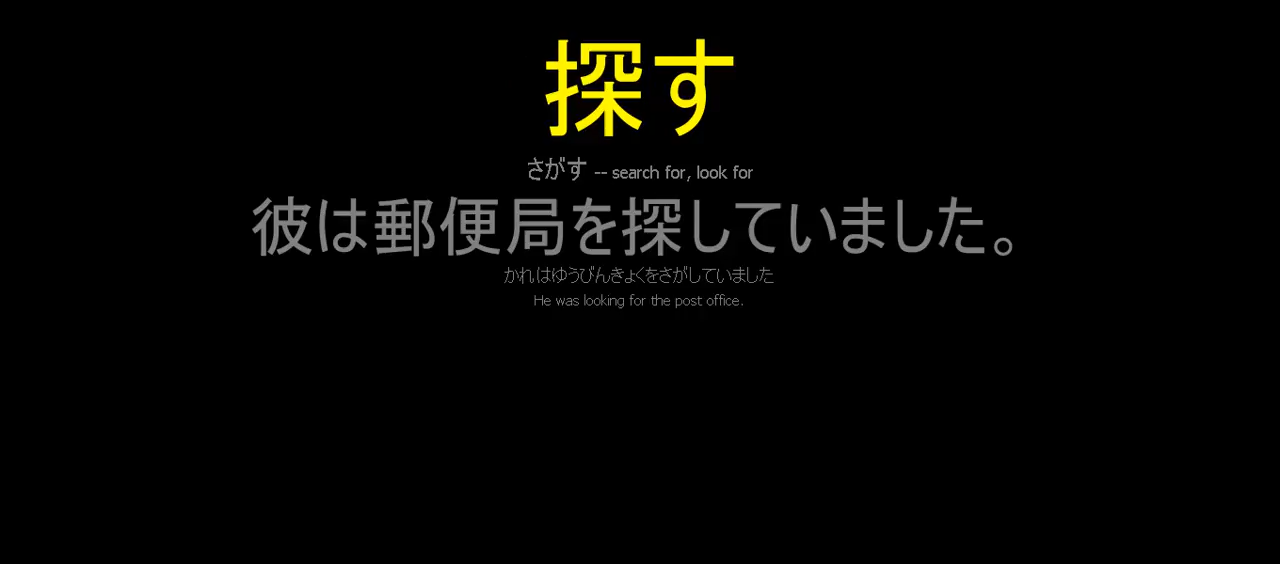 探す
さがす -- search for, look for
彼は郵便局を探していました。
かれはゆうびんきょくをさがしていました
He was looking for the post office.